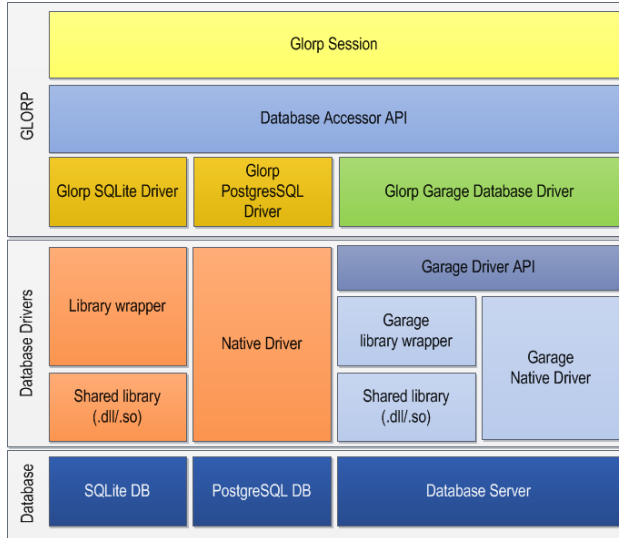 GLORP
Glorp Session
Database Accessor API
Glorp SQLite Driver
Glorp
PostgresSQL
Driver
Glorp Garage Database Driver
Database Drivers
Library wrapper
Shared library
(.dll/.so)
Native Driver
Garage Driver API
Garage
library wrapper
Shared library
(.dll/.so)
Garage
Native Driver
Database
SQLite DB
PostgreSQL DB
Database Server